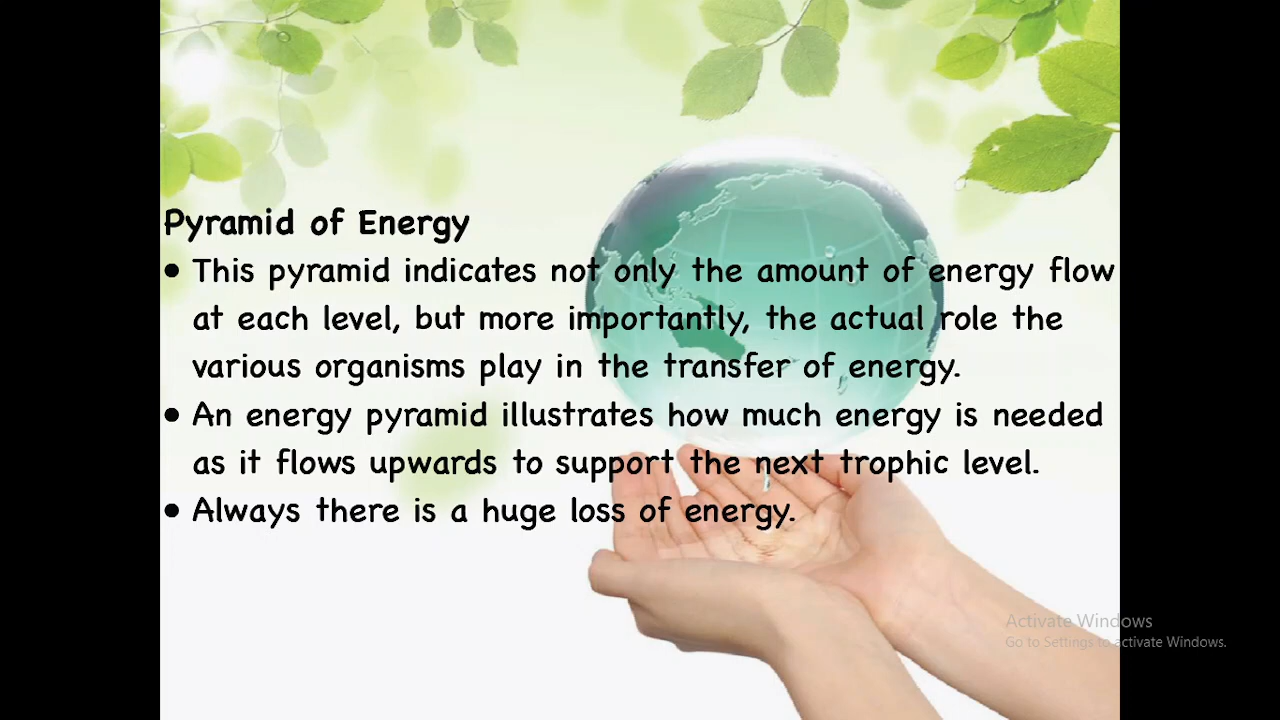 Pyramid of Energy
• This pyramid indicates not only the amount of energy flow
at each level, but more importantly, the actual role the
various organisms play in the transfer of energy.
• An energy pyramid illustrates how much energy is needed
as it flows upwards to support the next trophic level.
• Always there is a huge loss of energy.
Activate Windows
Go to Settings to activate Windows.